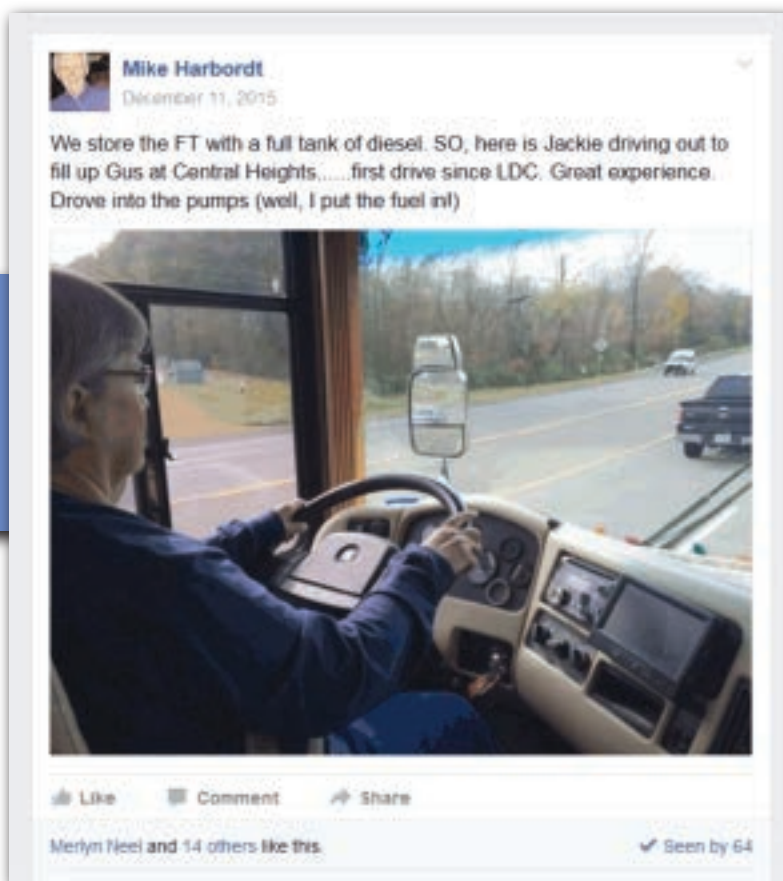 Mike Harbordt
December 11, 2015
We store the FT with a full tank of diesel. SO, here is Jackie driving out to
fill up Gus at Central Heights......first drive since LDC. Great experience.
Drove into the pumps (well, I put the fuel in!)
Like Comment Share
Merlyn Neel and 14 others like this.
Seen by 64